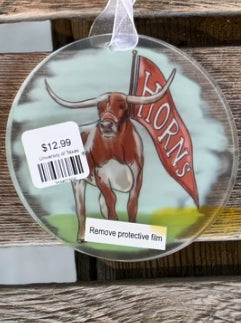 HORNS
$12.99
University of Texas
Remove protective film